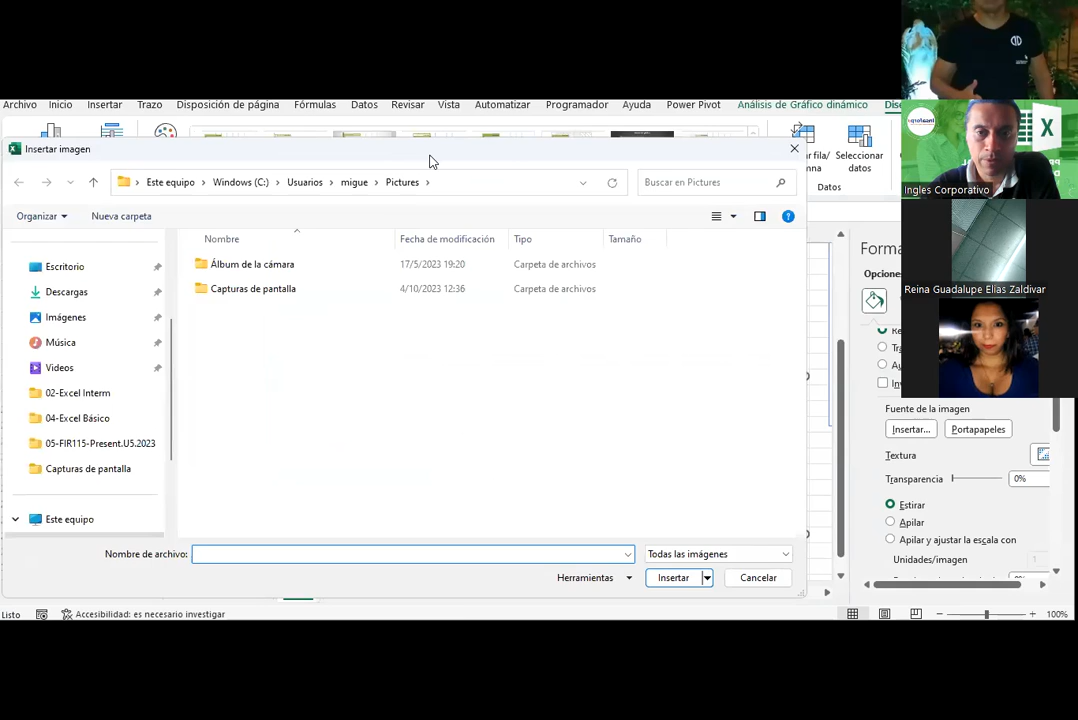 Archivo Inicio Insertar Trazo Disposición de página Fórmulas Datos Revisar Vista Automatizar Programador Ayuda Power Pivot Análisis de Gráfico dinámico
Insertar imagen
Este equipo Windows (C:) Usuarios migue Pictures
Buscar en Pictures
Organizar Nueva carpeta
Nombre Fecha de modificación Tipo Tamaño
Álbum de la cámara 17/5/2023 19:20 Carpeta de archivos
Capturas de pantalla 4/10/2023 12:36 Carpeta de archivos
Escritorio
Descargas
Imágenes
Música
Videos
02-Excel Interm
04-Excel Básico
05-FIR115-Present.U5.2023
Capturas de pantalla
Este equipo
Nombre de archivo: Todas las imágenes
Herramientas Insertar Cancelar
fila/ Seleccionar
columna datos
Datos
Ingles Corporativo
Reina Guadalupe Elías Zaldivar
Opciones
Fuente de la imagen
Insertar... Portapapeles
Textura
Transparencia 0%
Estirar
Apilar
Apilar y ajustar la escala con
Unidades/imagen 1
Listo Accesibilidad: es necesario investigar 100%